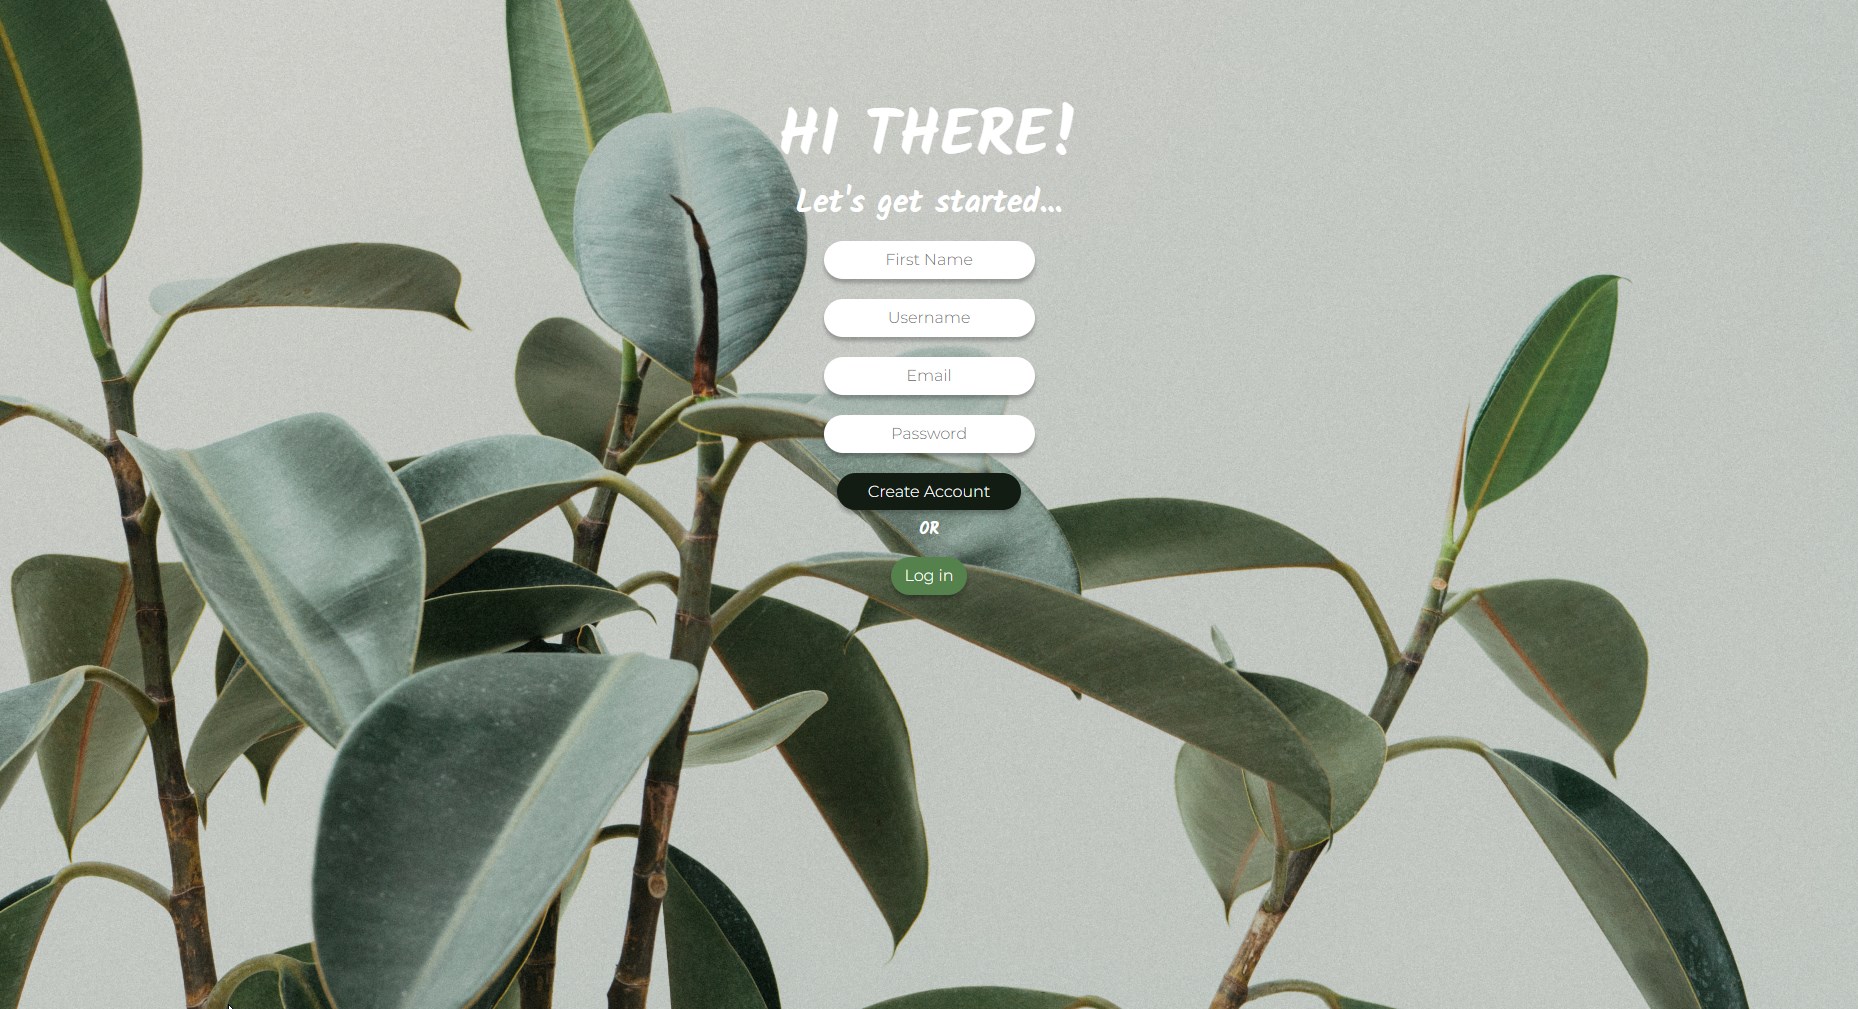 HI THERE!
Let's get started...
First Name
Username
Email
Password
Create Account
OR
Log in